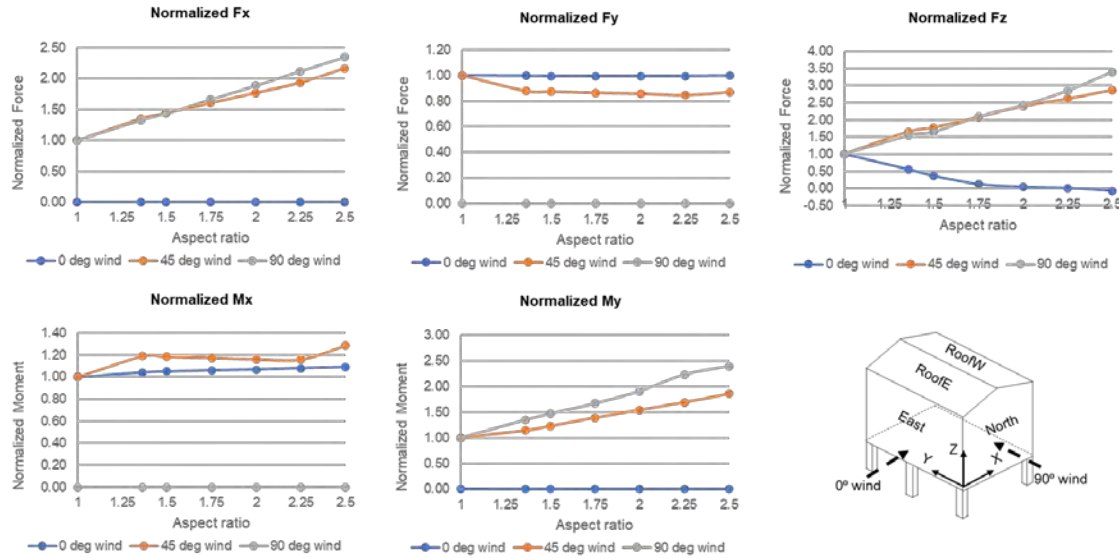 Normalized Fx
Normalized Force
2.50
2.00
1.50
1.00
0.50
0.00
1 1.25 1.5 1.75 2 2.25 2.5
Aspect ratio
0 deg wind 45 deg wind 90 deg wind
Normalized Fy
Normalized Force
1.20
1.00
0.80
0.60
0.40
0.20
0.00
1 1.25 1.5 1.75 2 2.25 2.5
Aspect ratio
0 deg wind 45 deg wind 90 deg wind
Normalized Fz
Normalized Force
4.00
3.50
3.00
2.50
2.00
1.50
1.00
0.50
0.00
-0.50
1 1.25 1.5 1.75 2 2.25 2.5
Aspect ratio
0 deg wind 45 deg wind 90 deg wind
Normalized Mx
Normalized Moment
1.40
1.20
1.00
0.80
0.60
0.40
0.20
0.00
1 1.25 1.5 1.75 2 2.25 2.5
Aspect ratio
0 deg wind 45 deg wind 90 deg wind
Normalized My
Normalized Moment
3.00
2.50
2.00
1.50
1.00
0.50
0.00
1 1.25 1.5 1.75 2 2.25 2.5
Aspect ratio
0 deg wind 45 deg wind 90 deg wind
RoofW
RoofE
East North
Y Z X
0º wind 90º wind